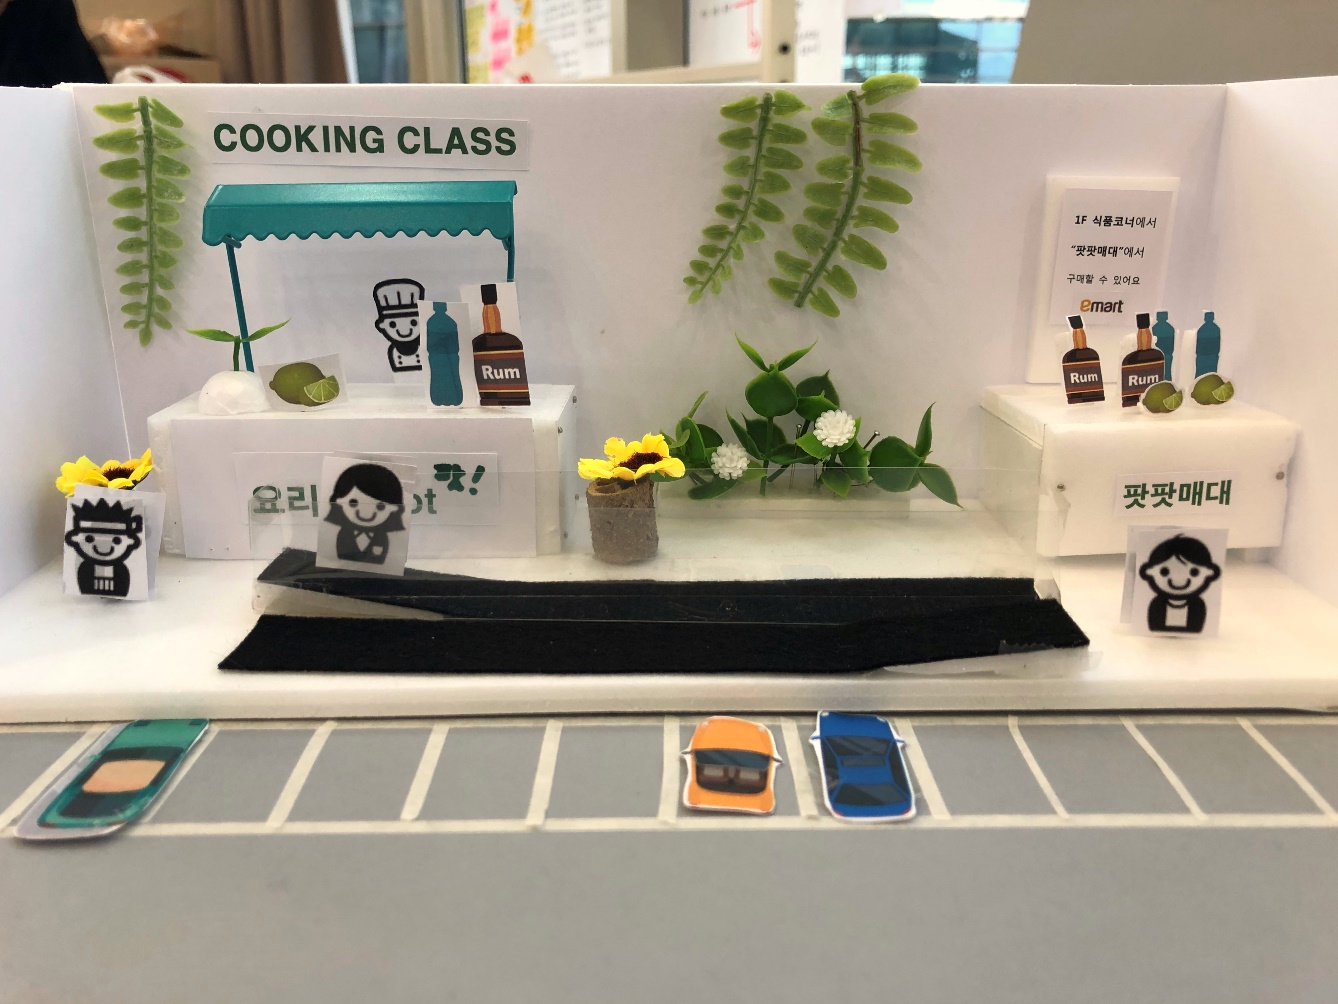 COOKING CLASS
1F 식품코너에서
"팟팟매대"에서
구매할 수 있어요
emart
Rum
Rum
Rum
요리
팟!
팟팟매대